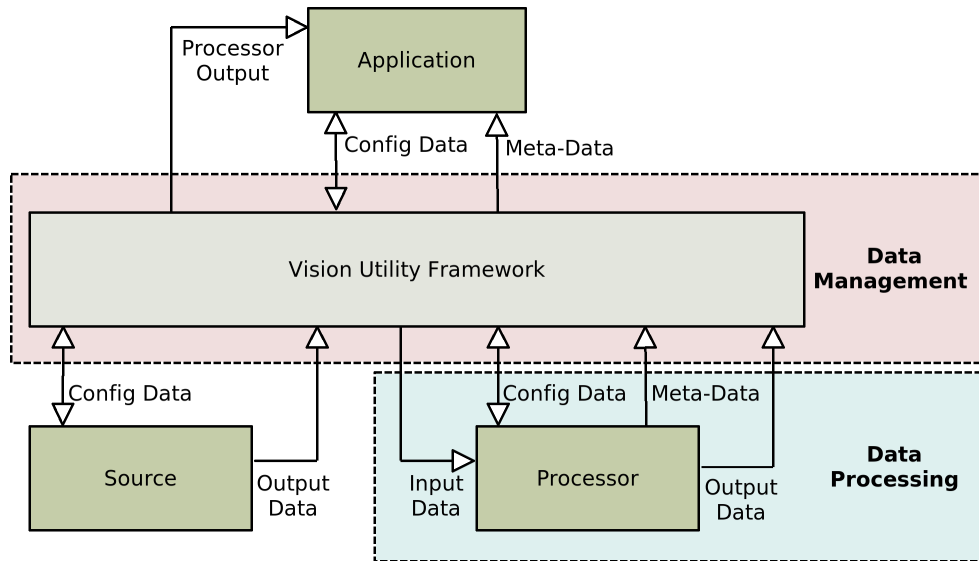 Application
Processor
Output
Config Data
Meta-Data
Vision Utility Framework
Data
Management
Config Data
Config Data
Meta-Data
Source
Output
Data
Input
Data
Processor
Output
Data
Data
Processing